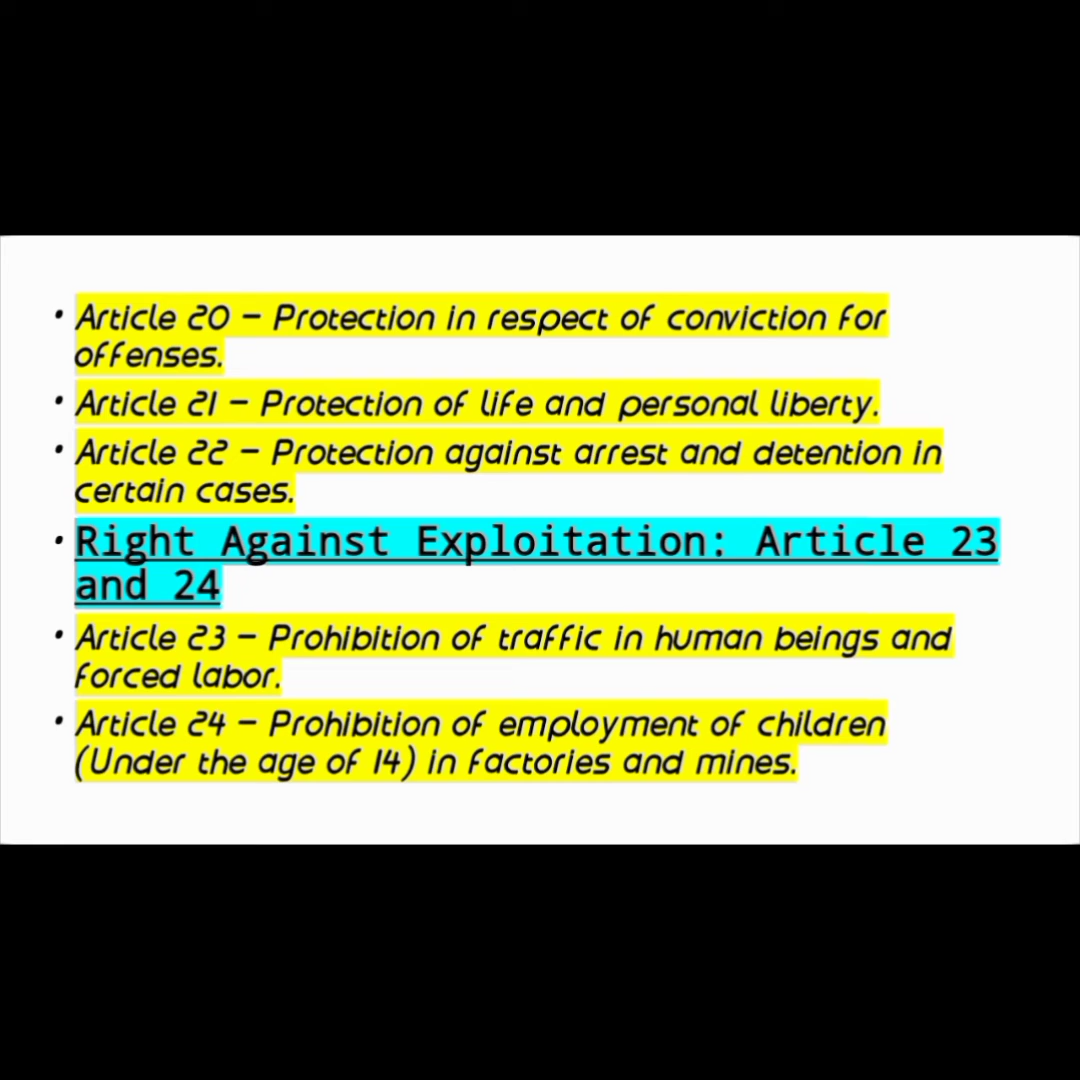 • Article 20 – Protection in respect of conviction for
offenses.
• Article 21 – Protection of life and personal liberty.
• Article 22 – Protection against arrest and detention in
certain cases.
• Right Against Exploitation: Article 23
and 24
• Article 23 – Prohibition of traffic in human beings and
forced labor.
• Article 24 – Prohibition of employment of children
(Under the age of 14) in factories and mines.